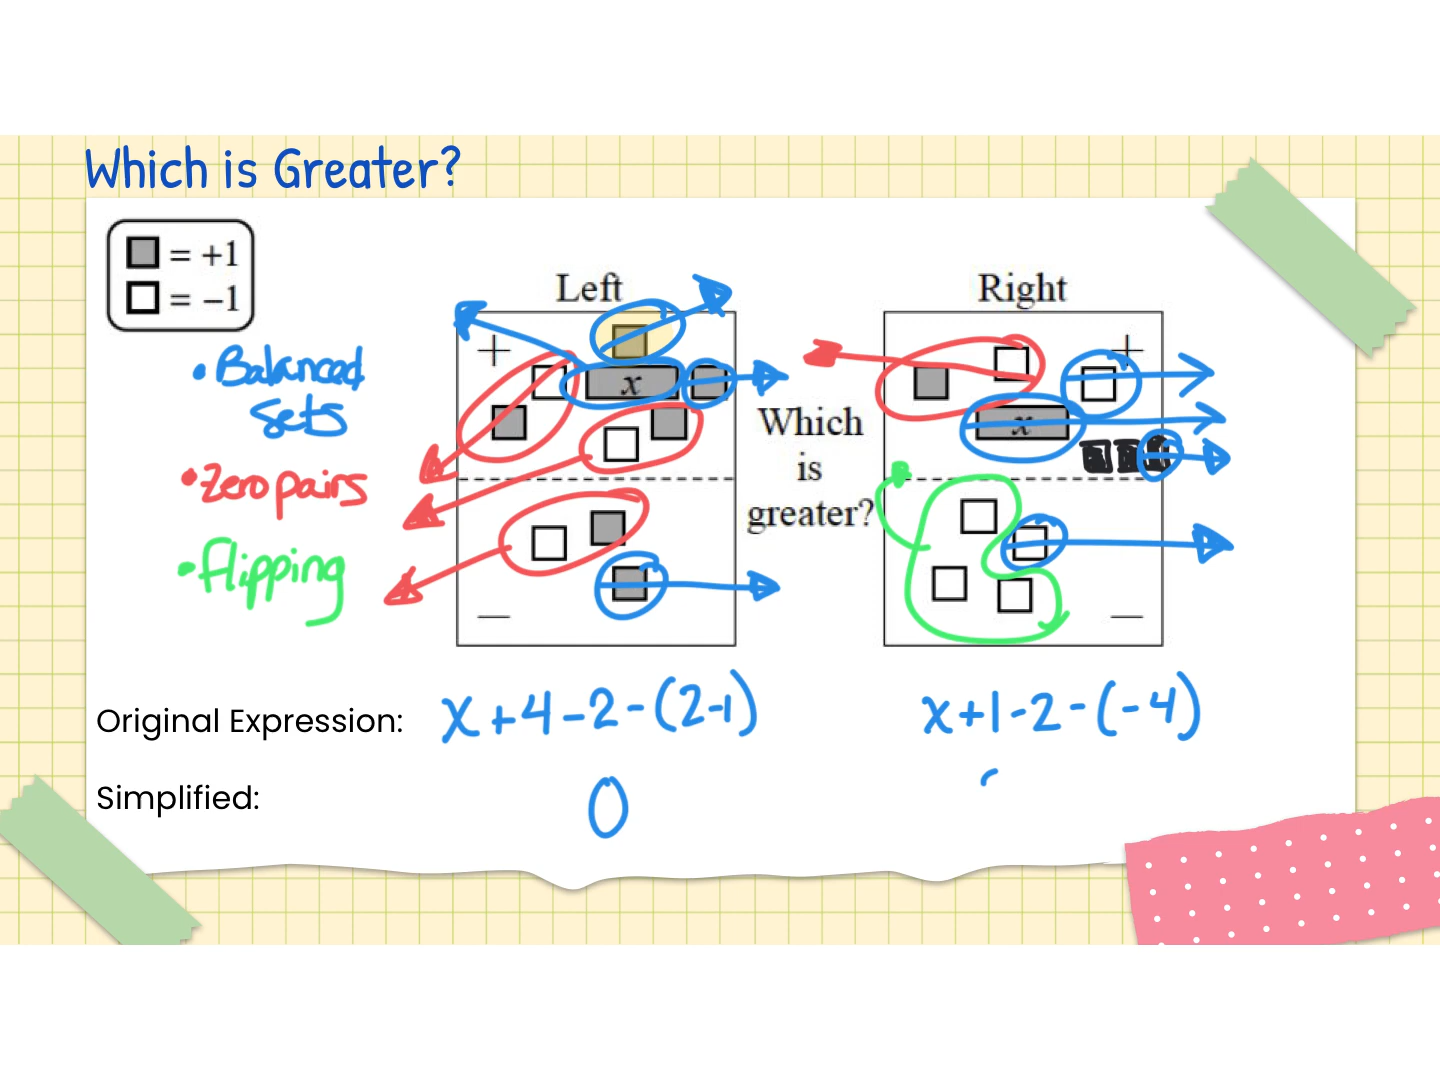 Which is Greater?
= +1
= −1
Left
Right
+
+
x
x
• Balanced
sets
• Zero pairs
• flipping
Which
is
greater?
−
−
Original Expression: x + 4 - 2 - (2-1) x+1-2-(-4)
Simplified: 0